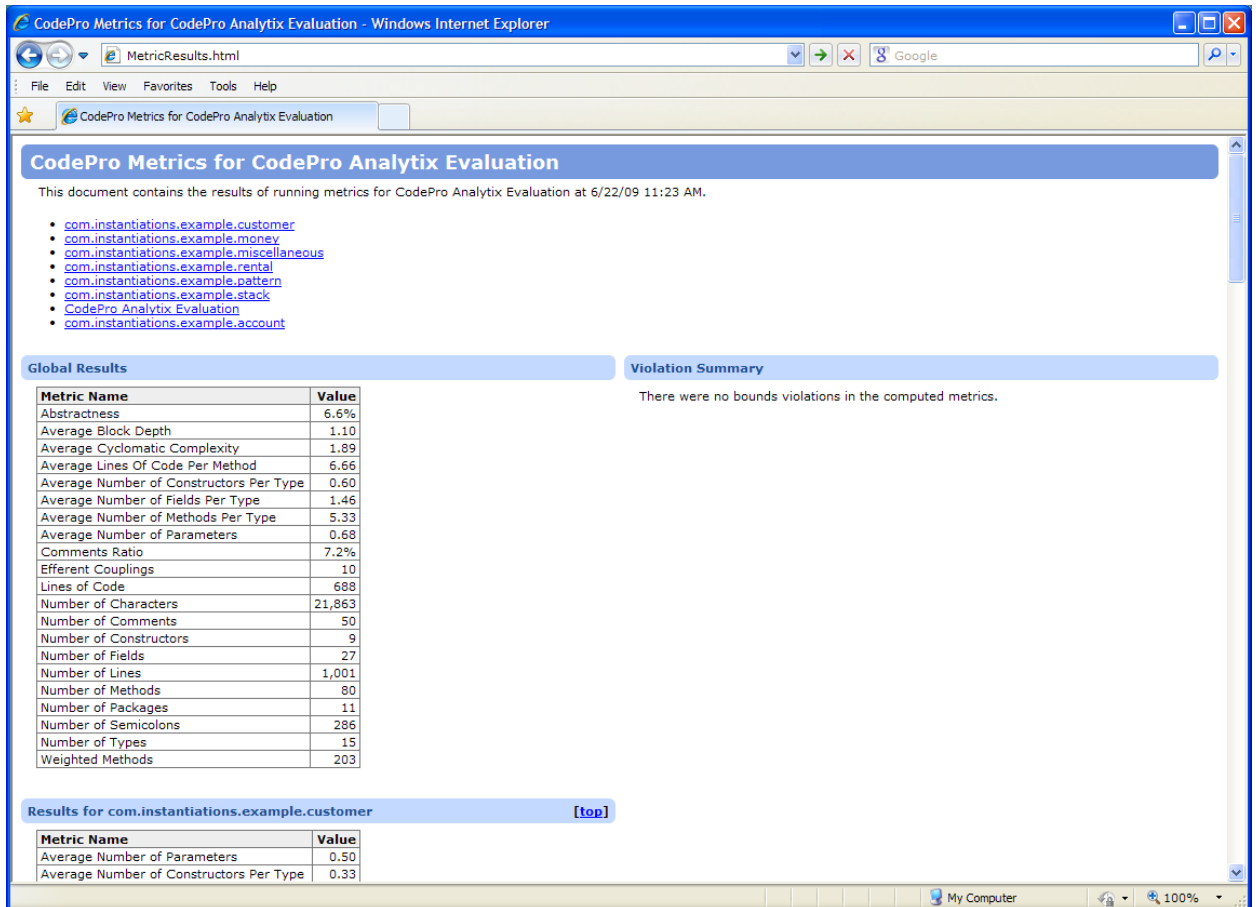 CodePro Metrics for CodePro Analytix Evaluation - Windows Internet Explorer
MetricResults.html
Google
File Edit View Favorites Tools Help
CodePro Metrics for CodePro Analytix Evaluation
CodePro Metrics for CodePro Analytix Evaluation
This document contains the results of running metrics for CodePro Analytix Evaluation at 6/22/09 11:23 AM.
• com.instantiations.example.customer
• com.instantiations.example.money
• com.instantiations.example.miscellaneous
• com.instantiations.example.rental
• com.instantiations.example.pattern
• com.instantiations.example.stack
• CodePro Analytix Evaluation
• com.instantiations.example.account
Global Results
Metric Name Value
Abstractness 6.6%
Average Block Depth 1.10
Average Cyclomatic Complexity 1.89
Average Lines Of Code Per Method 6.66
Average Number of Constructors Per Type 0.60
Average Number of Fields Per Type 1.46
Average Number of Methods Per Type 5.33
Average Number of Parameters 0.68
Comments Ratio 7.2%
Efferent Couplings 10
Lines of Code 688
Number of Characters 21,863
Number of Comments 50
Number of Constructors 9
Number of Fields 27
Number of Lines 1,001
Number of Methods 80
Number of Packages 11
Number of Semicolons 286
Number of Types 15
Weighted Methods 203
Violation Summary
There were no bounds violations in the computed metrics.
Results for com.instantiations.example.customer [top]
Metric Name Value
Average Number of Parameters 0.50
Average Number of Constructors Per Type 0.33
My Computer 100%